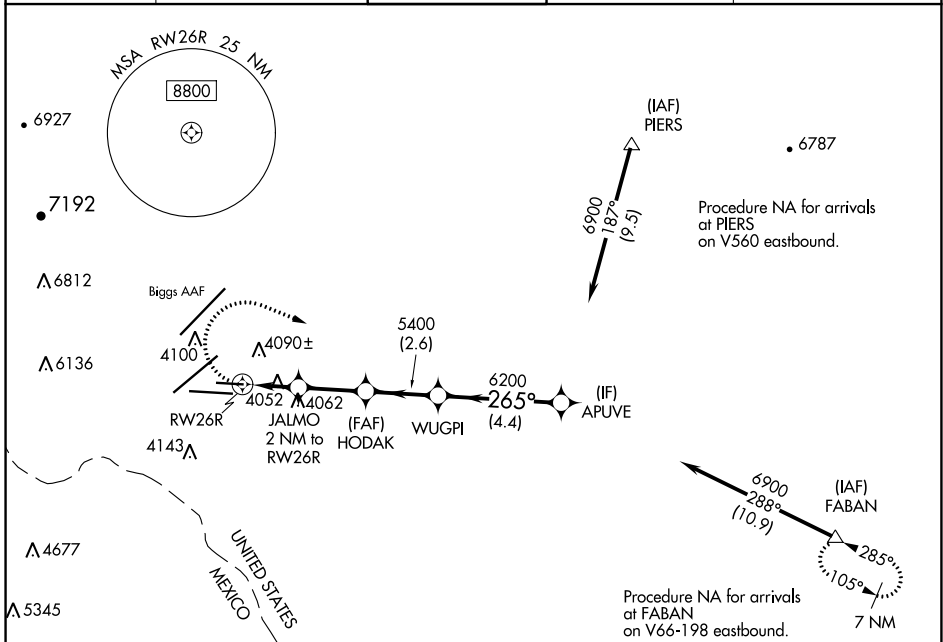 MSA RW26R 25 NM
8800
6927
7192
6812
6136
(IAF)
PIERS
6787
6900
187°
(9.5)
Procedure NA for arrivals
at PIERS
on V560 eastbound.
Biggs AAF
4100
4090±
5400
(2.6)
6200
265°
(4.4)
(IF)
APUVE
4052
4062
RW26R
JALMO
2 NM to
RW26R
(FAF)
HODAK
WUGPI
4143
6900
288°
(10.9)
(IAF)
FABAN
285°
105°
7 NM
4677
5345
UNITED STATES
MEXICO
Procedure NA for arrivals
at FABAN
on V66-198 eastbound.